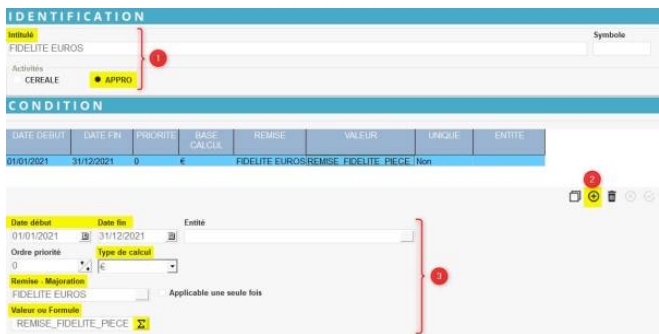 IDENTIFICATION
Intitulé
Symbole
FIDELITE EUROS
1
Activités
CEREALE
APPRO
CONDITION
DATE DEBUT DATE FIN PRIORITE BASE CALCUL REMISE VALEUR UNIQUE ENTITE
01/01/2021 31/12/2021 0 € FIDELITE EUROS REMISE_FIDELITE_PIECE Non
2
Date début Date fin Entité
01/01/2021 31/12/2021
Ordre priorité Type de calcul
0 €
3
Remise - Majoration
FIDELITE EUROS Applicable une seule fois
Valeur ou Formule
REMISE_FIDELITE_PIECE Σ